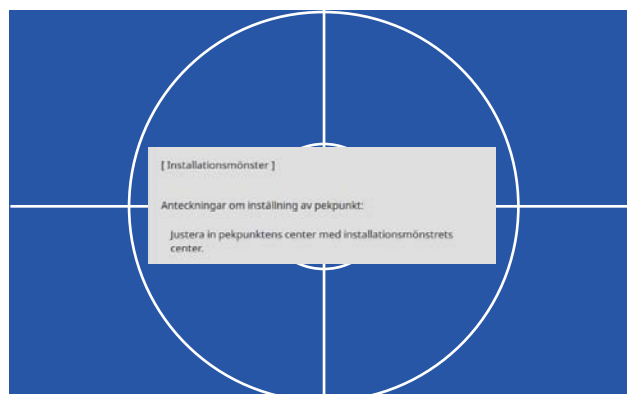 [ Installationsmönster ]
Anteckningar om inställning av pekpunkt:
Justera in pekpunktens center med installationsmönstrets
center.